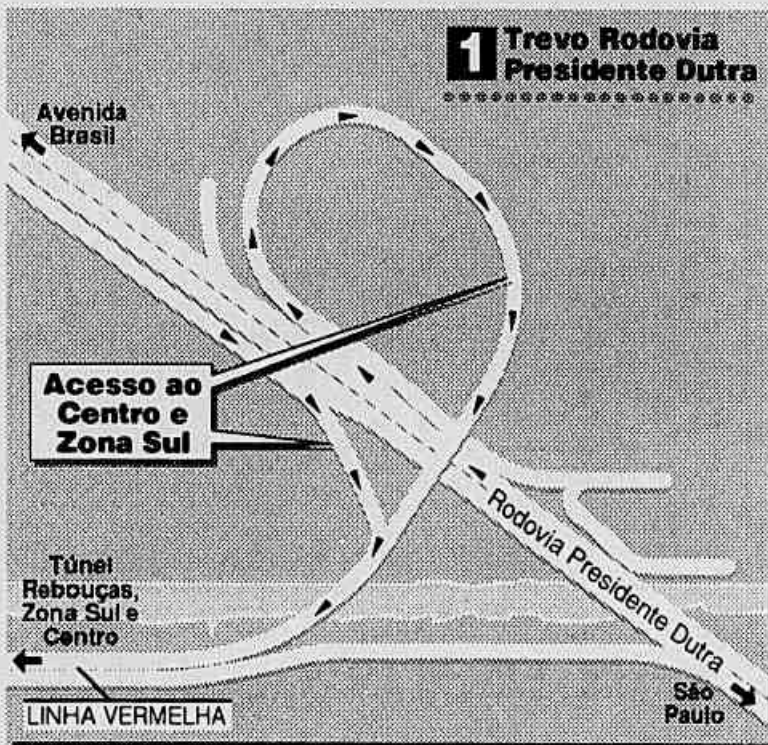 1 Trevo Rodovia
Presidente Dutra
Avenida
Brasil
Acesso ao
Centro e
Zona Sul
Rodovia Presidente Dutra
Túnel
Rebouças,
Zona Sul e
Centro
LINHA VERMELHA
São
Paulo